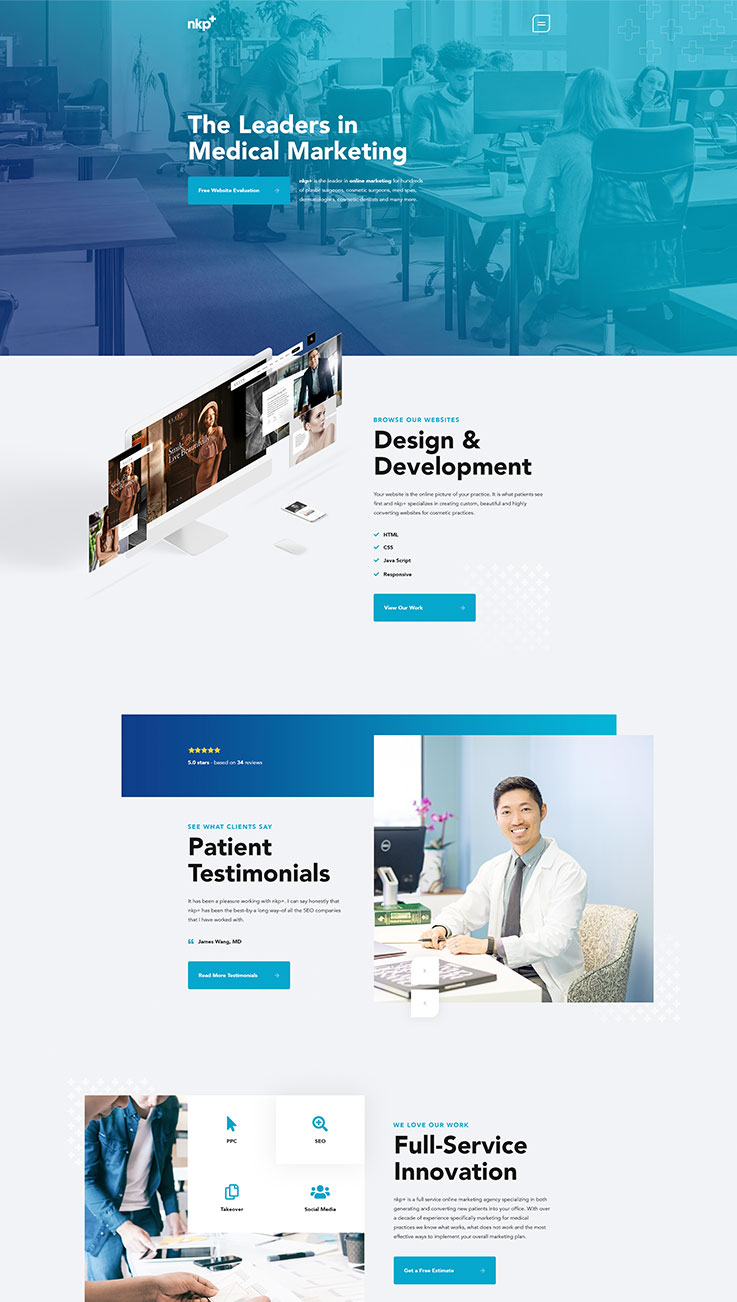 nkp+
The Leaders in
Medical Marketing
Free Website Evaluation
nkp+ is the leader in online marketing for hundreds
of plastic surgeons, cosmetic surgeons, med spas,
dermatologists, cosmetic dentists and many more.
Smile
Live Beautifully
BROWSE OUR WEBSITES
Design &
Development
Your website is the online picture of your practice. It is what patients see
first and nkp+ specializes in creating custom, beautiful and highly
converting websites for cosmetic practices.
HTML
CSS
Java Script
Responsive
View Our Work
5.0 stars - based on 34 reviews
SEE WHAT CLIENTS SAY
Patient
Testimonials
It has been a pleasure working with nkp+. I can say honestly that
nkp+ has been the best-by a long way-of all the SEO companies
that I have worked with.
James Wang, MD
Read More Testimonials
DELL
PPC
SEO
Takeover
Social Media
WE LOVE OUR WORK
Full-Service
Innovation
nkp+ is a full service online marketing agency specializing in both
generating and converting new patients into your office. With over
a decade of experience specifically marketing for medical
practices we know what works, what does not work and the most
effective ways to implement your overall marketing plan.
Get a Free Estimate